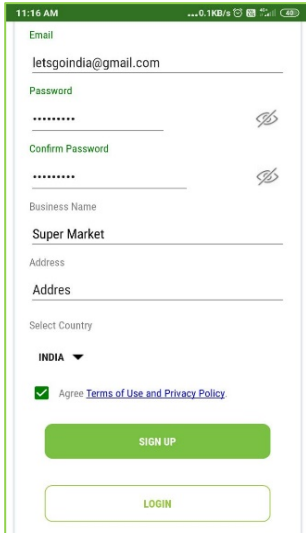 11:16 AM ...0.1KB/s 40
Email
letsgoindia@gmail.com
Password
•••••••••
Confirm Password
•••••••••
Business Name
Super Market
Address
Addres
Select Country
INDIA
Agree Terms of Use and Privacy Policy.
SIGN UP
LOGIN